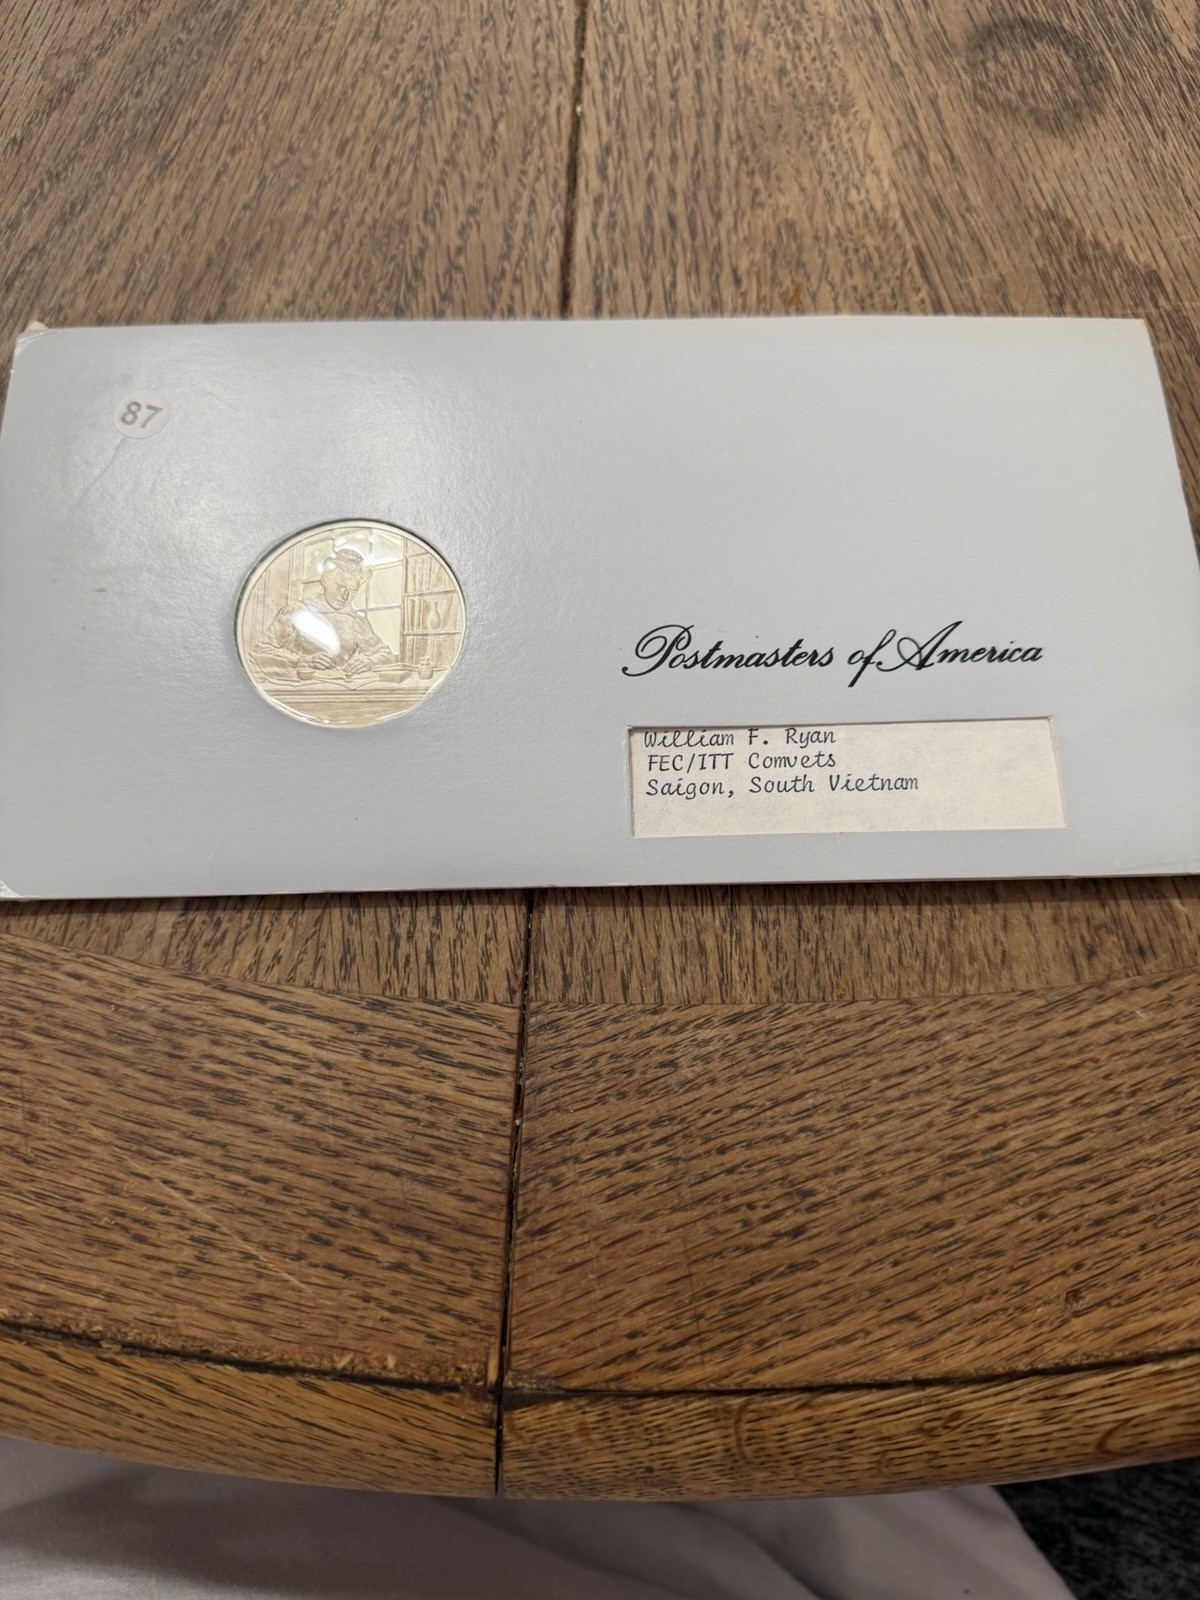 87
Postmasters of America
William F. Ryan
FEC/ITT Comvets
Saigon, South Vietnam